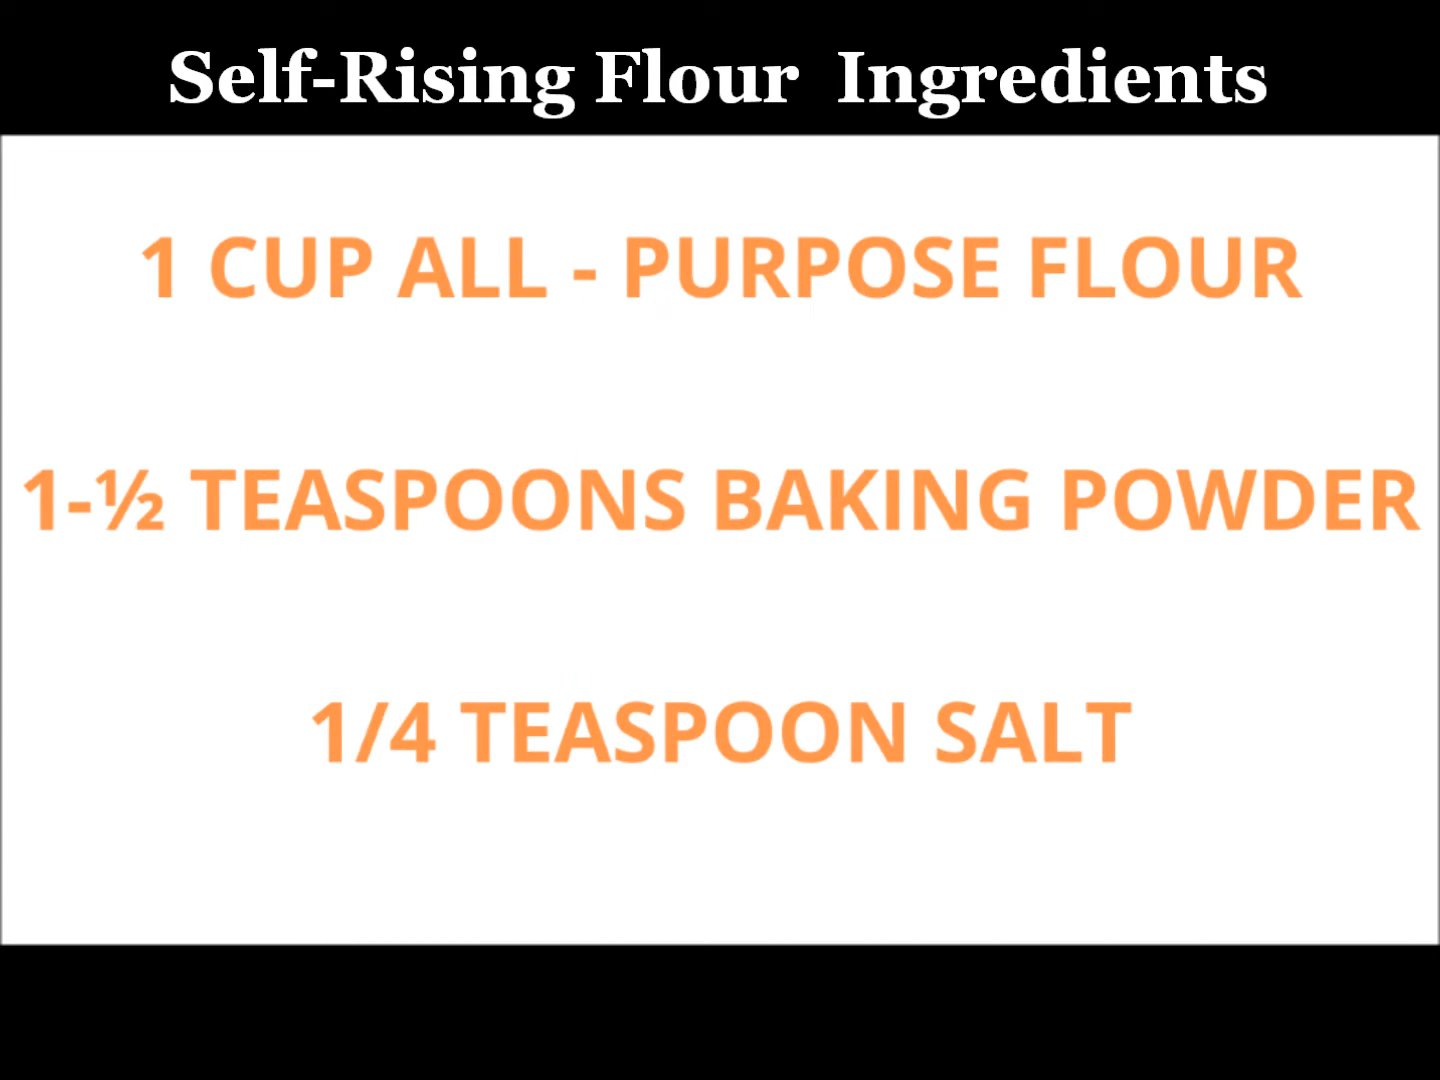 Self-Rising Flour  Ingredients
1 CUP ALL - PURPOSE FLOUR
1-½ TEASPOONS BAKING POWDER
1/4 TEASPOON SALT